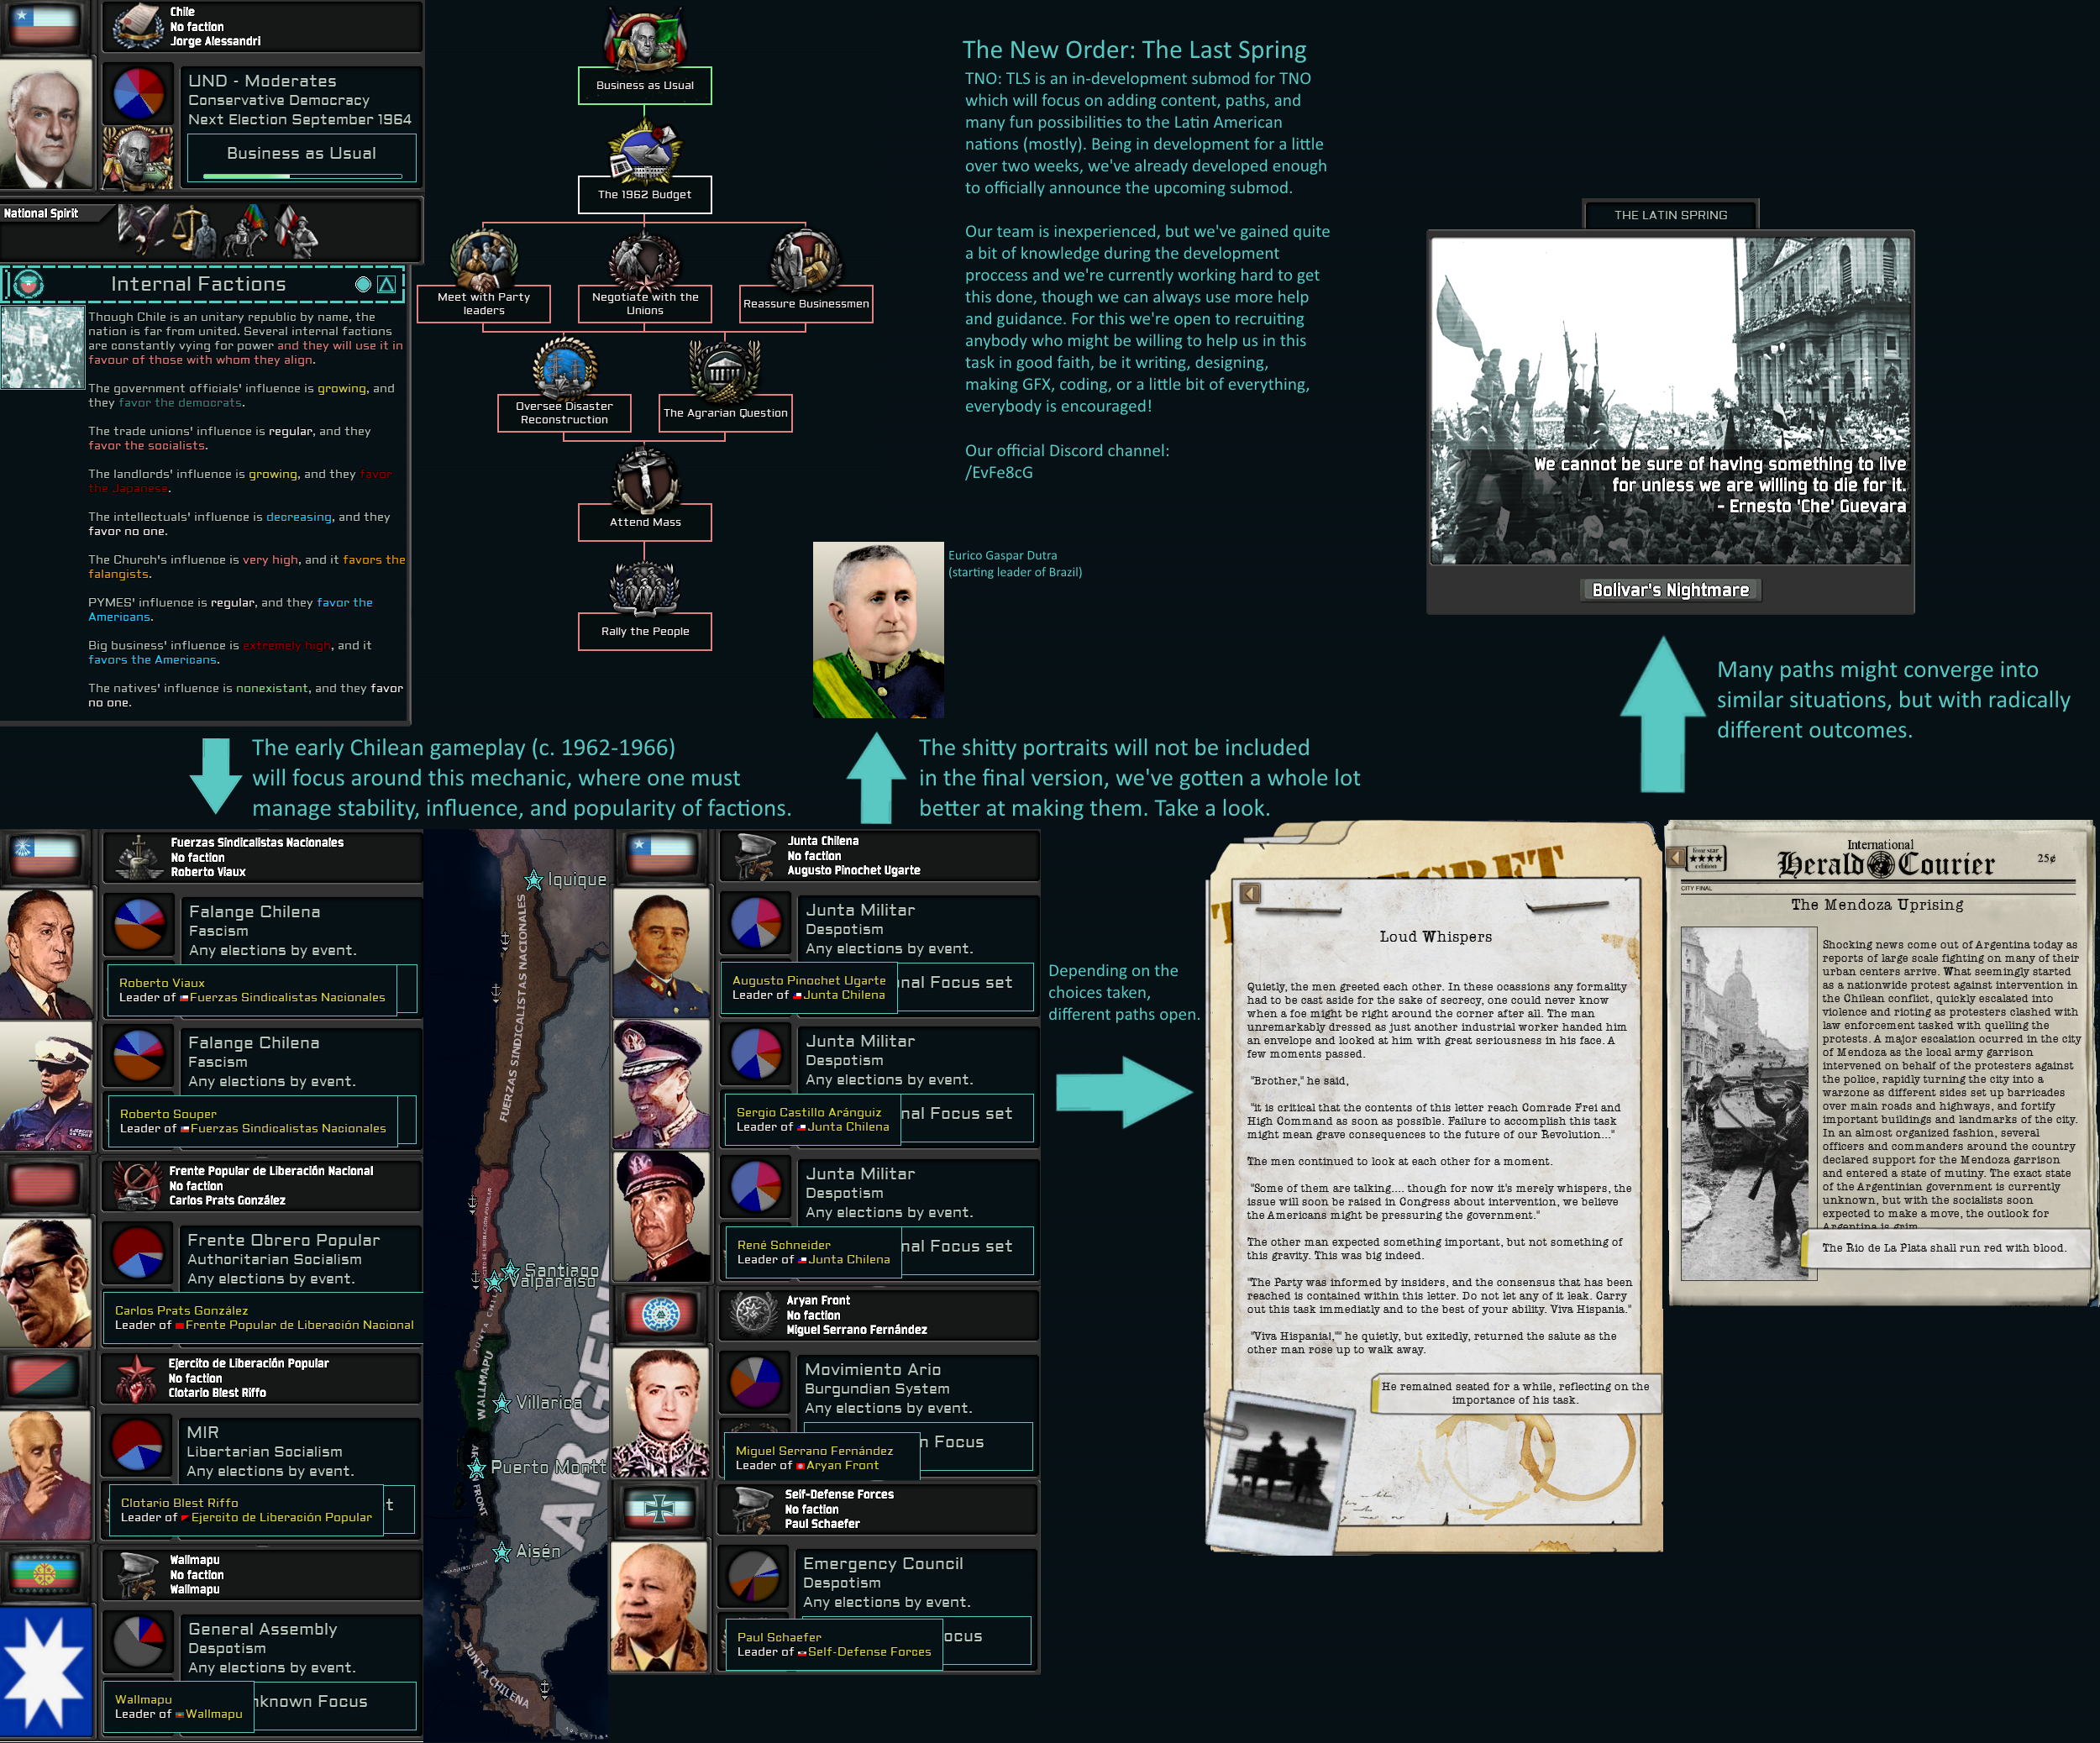 Chile
No faction
Jorge Alessandri
UND - Moderates
Conservative Democracy
Next Election September 1964
Business as Usual
National Spirit
Internal Factions
Though Chile is an unitary republic by name, the
nation is far from united. Several internal factions
are constantly vying for power and they will use it in
favour of those with whom they align.
The government officials' influence is growing, and
they favor the democrats.
The trade unions' influence is regular, and they
favor the socialists.
The landlords' influence is growing, and they favor
the Japanese.
The intellectuals' influence is decreasing, and they
favor no one.
The Church's influence is very high, and it favors the
falangists.
PYMES' influence is regular, and they favor the
Americans.
Big business' influence is extremely high, and it
favors the Americans.
The natives' influence is nonexistant, and they favor
no one.
Business as Usual
The 1962 Budget
Meet with Party
leaders
Negotiate with the
Unions
Reassure Businessmen
Oversee Disaster
Reconstruction
The Agrarian Question
Attend Mass
Rally the People
The New Order: The Last Spring
TNO: TLS is an in-development submod for TNO
which will focus on adding content, paths, and
many fun possibilities to the Latin American
nations (mostly). Being in development for a little
over two weeks, we've already developed enough
to officially announce the upcoming submod.
Our team is inexperienced, but we've gained quite
a bit of knowledge during the development
proccess and we're currently working hard to get
this done, though we can always use more help
and guidance. For this we're open to recruiting
anybody who might be willing to help us in this
task in good faith, be it writing, designing,
making GFX, coding, or a little bit of everything,
everybody is encouraged!
Our official Discord channel:
/EvFe8cG
Eurico Gaspar Dutra
(starting leader of Brazil)
THE LATIN SPRING
We cannot be sure of having something to live
for unless we are willing to die for it.
- Ernesto 'Che' Guevara
Bolivar's Nightmare
Many paths might converge into
similar situations, but with radically
different outcomes.
The early Chilean gameplay (c. 1962-1966)
will focus around this mechanic, where one must
manage stability, influence, and popularity of factions.
The shitty portraits will not be included
in the final version, we've gotten a whole lot
better at making them. Take a look.
Fuerzas Sindicalistas Nacionales
No faction
Roberto Viaux
Falange Chilena
Fascism
Any elections by event.
Roberto Viaux
Leader of Fuerzas Sindicalistas Nacionales
Falange Chilena
Fascism
Any elections by event.
Roberto Souper
Leader of Fuerzas Sindicalistas Nacionales
Frente Popular de Liberación Nacional
No faction
Carlos Prats González
Frente Obrero Popular
Authoritarian Socialism
Any elections by event.
Carlos Prats González
Leader of Frente Popular de Liberación Nacional
Ejercito de Liberación Popular
No faction
Clotario Blest Riffo
MIR
Libertarian Socialism
Any elections by event.
t
Clotario Blest Riffo
Leader of Ejercito de Liberación Popular
Wallmapu
No faction
Wallmapu
General Assembly
Despotism
Any elections by event.
nknown Focus
Wallmapu
Leader of Wallmapu
Iquique
FUERZAS SINDICALISTAS NACIONALES
Santiago
Valparaíso
JUNTA CHIL
WALLMAPU
Villarica
Puerto Montt
AR
N FRONT
ARGEN
Aisén
JUNTA CHILENA
Junta Chilena
No faction
Augusto Pinochet Ugarte
Junta Militar
Despotism
Any elections by event.
nal Focus set
Augusto Pinochet Ugarte
Leader of Junta Chilena
Junta Militar
Despotism
Any elections by event.
nal Focus set
Sergio Castillo Aránguiz
Leader of Junta Chilena
Junta Militar
Despotism
Any elections by event.
nal Focus set
René Schneider
Leader of Junta Chilena
Aryan Front
No faction
Miguel Serrano Fernández
Movimiento Ario
Burgundian System
Any elections by event.
n Focus
Miguel Serrano Fernández
Leader of Aryan Front
Self-Defense Forces
No faction
Paul Schaefer
Emergency Council
Despotism
Any elections by event.
ocus
Paul Schaefer
Leader of Self-Defense Forces
Depending on the
choices taken,
different paths open.
Loud Whispers
Quietly, the men greeted each other. In these ocassions any formality
had to be cast aside for the sake of secrecy, one could never know
when a foe might be right around the corner after all. The man
unremarkably dressed as just another industrial worker handed him
an envelope and looked at him with great seriousness in his face. A
few moments passed.
"Brother," he said,
"it is critical that the contents of this letter reach Comrade Frei and
High Command as soon as possible. Failure to accomplish this task
might mean grave consequences to the future of our Revolution..."
The men continued to look at each other for a moment.
"Some of them are talking.... though for now it's merely whispers, the
issue will soon be raised in Congress about intervention, we believe
the Americans might be pressuring the government."
The other man expected something important, but not something of
this gravity. This was big indeed.
"The Party was informed by insiders, and the consensus that has been
reached is contained within this letter. Do not let any of it leak. Carry
out this task immediatly and to the best of your ability. Viva Hispania."
"Viva Hispania!,"" he quietly, but exitedly, returned the salute as the
other man rose up to walk away.
He remained seated for a while, reflecting on the
importance of his task.
four star
edition
International
Herald Courier
25¢
CITY FINAL
The Mendoza Uprising
Shocking news come out of Argentina today as
reports of large scale fighting on many of their
urban centers arrive. What seemingly started
as a nationwide protest against intervention in
the Chilean conflict, quickly escalated into
violence and rioting as protesters clashed with
law enforcement tasked with quelling the
protests. A major escalation ocurred in the city
of Mendoza as the local army garrison
intervened on behalf of the protesters against
the police, rapidly turning the city into a
warzone as different sides set up barricades
over main roads and highways, and fortify
important buildings and landmarks of the city.
In an almost organized fashion, several
officers and commanders around the country
declared support for the Mendoza garrison
and entered a state of mutiny. The exact state
of the Argentinian government is currently
unknown, but with the socialists soon
expected to make a move, the outlook for
Argentina is grim.
The Rio de La Plata shall run red with blood.